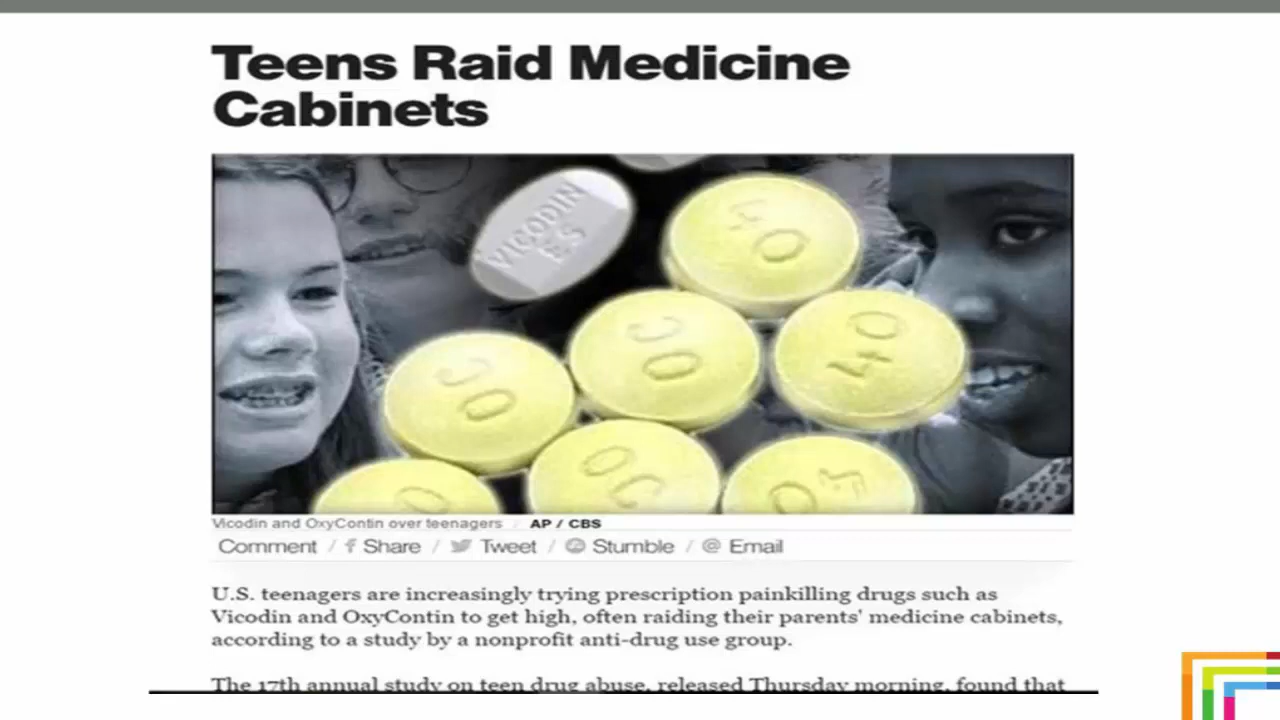 Teens Raid Medicine
Cabinets
VICODIN
ES
40
OC
40
OC
OC
Vicodin and OxyContin over teenagers / AP / CBS
Comment / Share / Tweet / Stumble / @ Email
U.S. teenagers are increasingly trying prescription painkilling drugs such as
Vicodin and OxyContin to get high, often raiding their parents' medicine cabinets,
according to a study by a nonprofit anti-drug use group.
The 17th annual study on teen drug abuse, released Thursday morning, found that